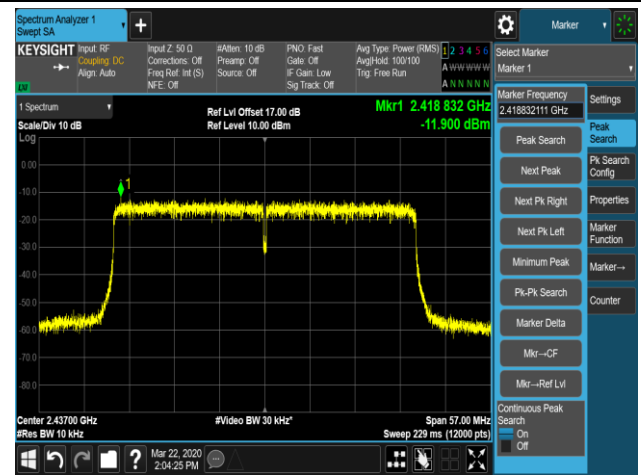 Spectrum Analyzer 1
Swept SA
Marker
KEYSIGHT
Input: RF
Coupling: DC
Align: Auto
Input Z: 50 Ω
Corrections: Off
Freq Ref: Int (S)
NFE: Off
#Atten: 10 dB
Preamp: Off
Source: Off
PNO: Fast
Gate: Off
IF Gain: Low
Sig Track: Off
Avg Type: Power (RMS)
Avg|Hold: 100/100
Trig: Free Run
1 2 3 4 5 6
A W W W W W
A N N N N N
Select Marker
Marker 1
1 Spectrum
Scale/Div 10 dB
Log
Ref Lvl Offset 17.00 dB
Ref Level 10.00 dBm
Mkr1 2.418 832 GHz
-11.900 dBm
0.00
-10.0
-20.0
-30.0
-40.0
-50.0
-60.0
-70.0
-80.0
1
Center 2.43700 GHz
#Res BW 10 kHz
#Video BW 30 kHz*
Span 57.00 MHz
Sweep 229 ms (12000 pts)
Marker Frequency
2.418832111 GHz
Peak Search
Next Peak
Next Pk Right
Next Pk Left
Minimum Peak
Pk-Pk Search
Marker Delta
Mkr→CF
Mkr→Ref Lvl
Continuous Peak
Search
On
Off
Settings
Peak
Search
Pk Search
Config
Properties
Marker
Function
Marker→
Counter
Mar 22, 2020
2:04:25 PM